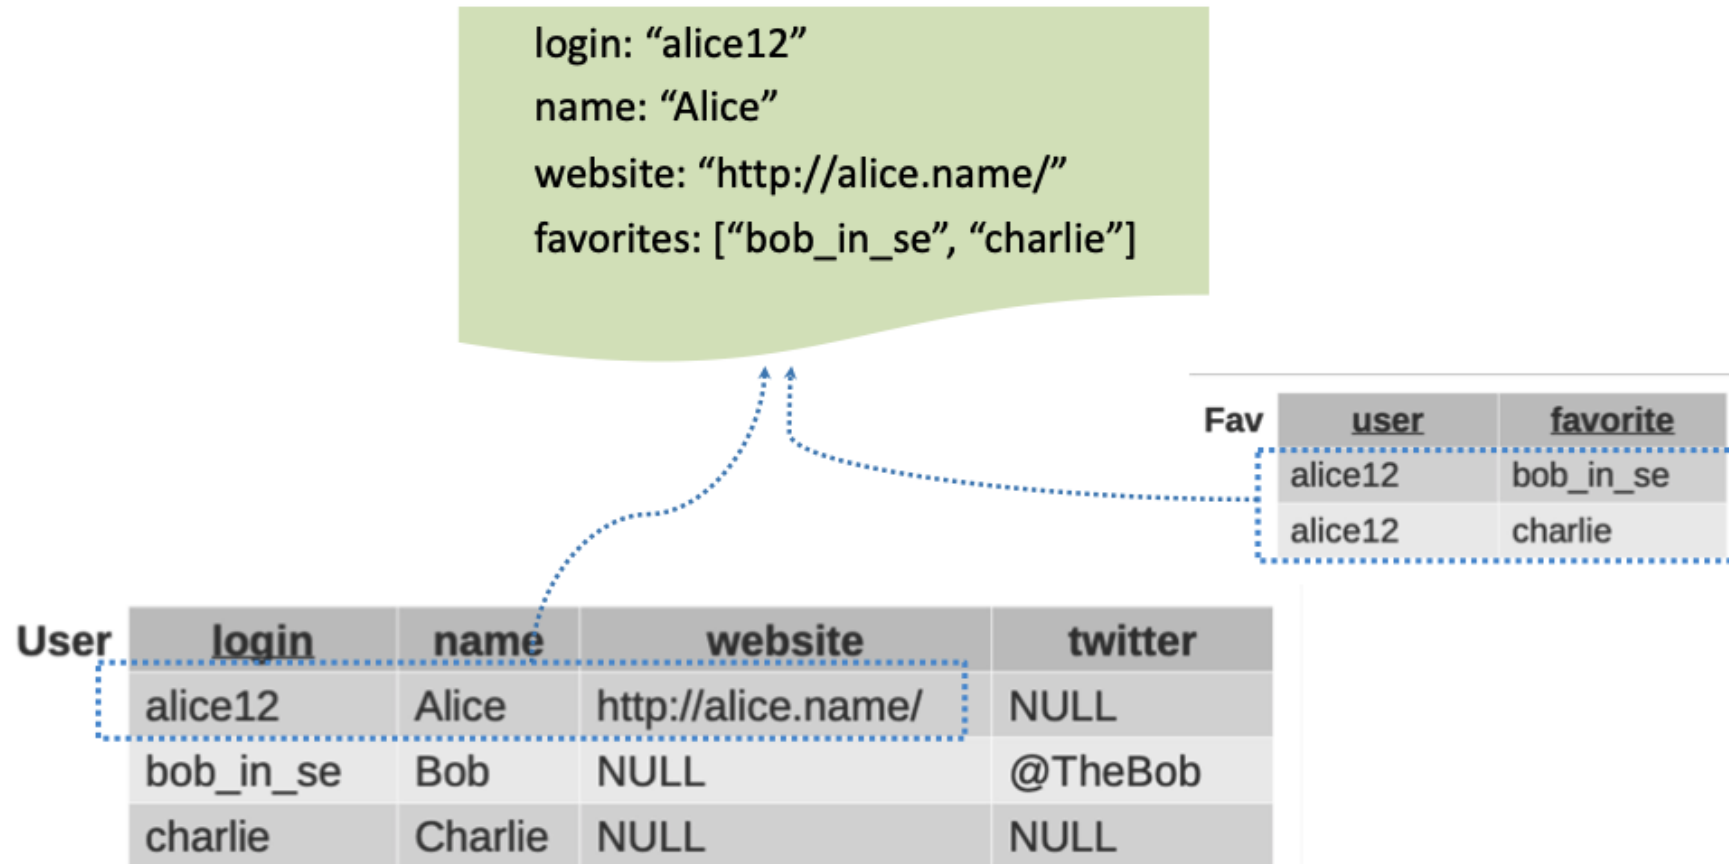 login: “alice12”
name: “Alice”
website: “http://alice.name/”
favorites: [“bob_in_se”, “charlie”]
Fav user favorite
alice12 bob_in_se
alice12 charlie
User login name website twitter
alice12 Alice http://alice.name/ NULL
bob_in_se Bob NULL @TheBob
charlie Charlie NULL NULL